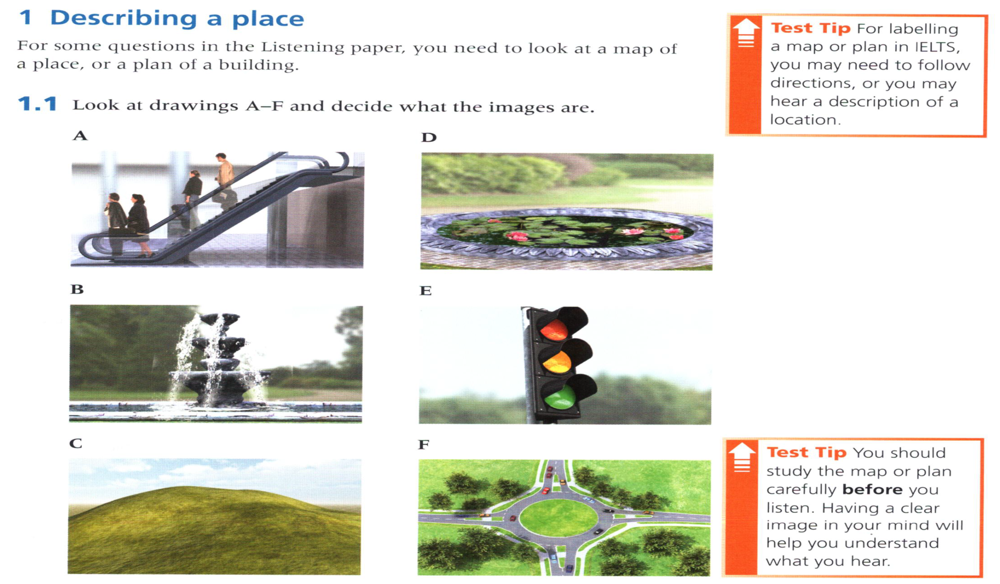 1 Describing a place
For some questions in the Listening paper, you need to look at a map of
a place, or a plan of a building.
1.1 Look at drawings A–F and decide what the images are.
A
B
C
D
E
F
Test Tip For labelling
a map or plan in IELTS,
you may need to follow
directions, or you may
hear a description of a
location.
Test Tip You should
study the map or plan
carefully before you
listen. Having a clear
image in your mind will
help you understand
what you hear.